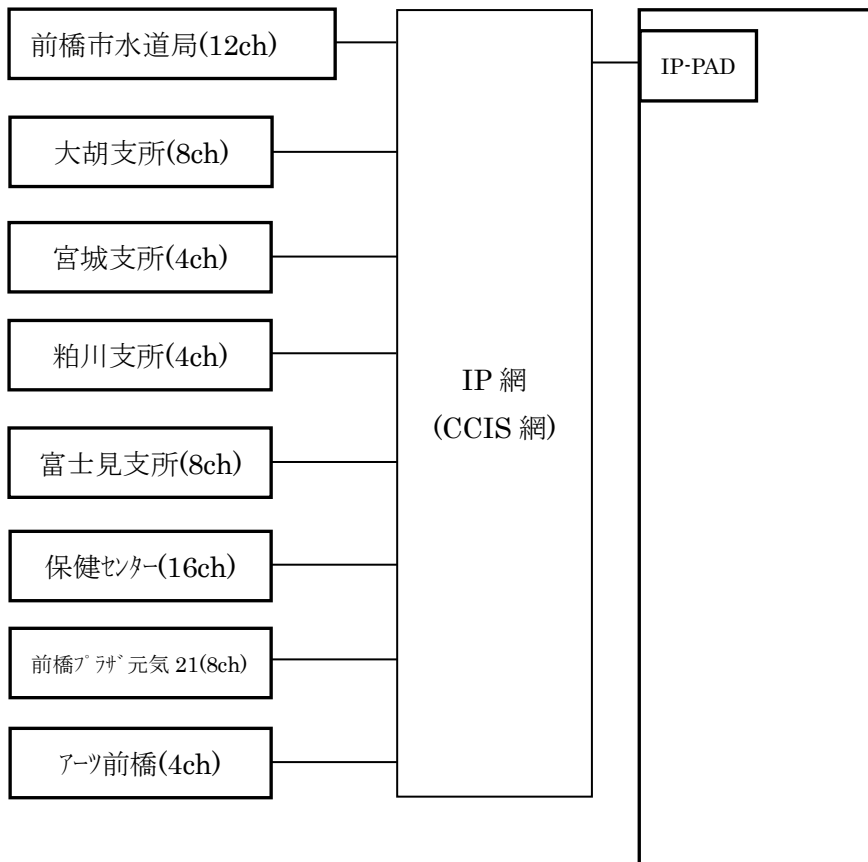 前橋市水道局(12ch)
IP-PAD
大胡支所(8ch)
宮城支所(4ch)
粕川支所(4ch)
IP 網
(CCIS 網)
富士見支所(8ch)
保健ｾﾝﾀｰ(16ch)
前橋ﾌﾟﾗｻﾞ元気 21(8ch)
ｱｰﾂ前橋(4ch)